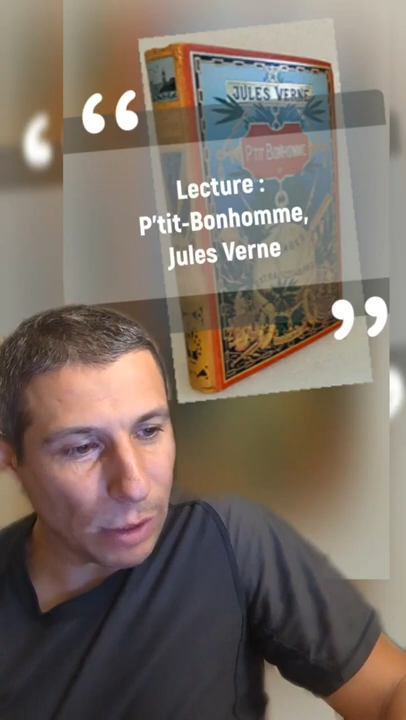 “
JULES VERNE
P'TIT BONHOMME
Lecture :
P'tit-Bonhomme,
Jules Verne
”